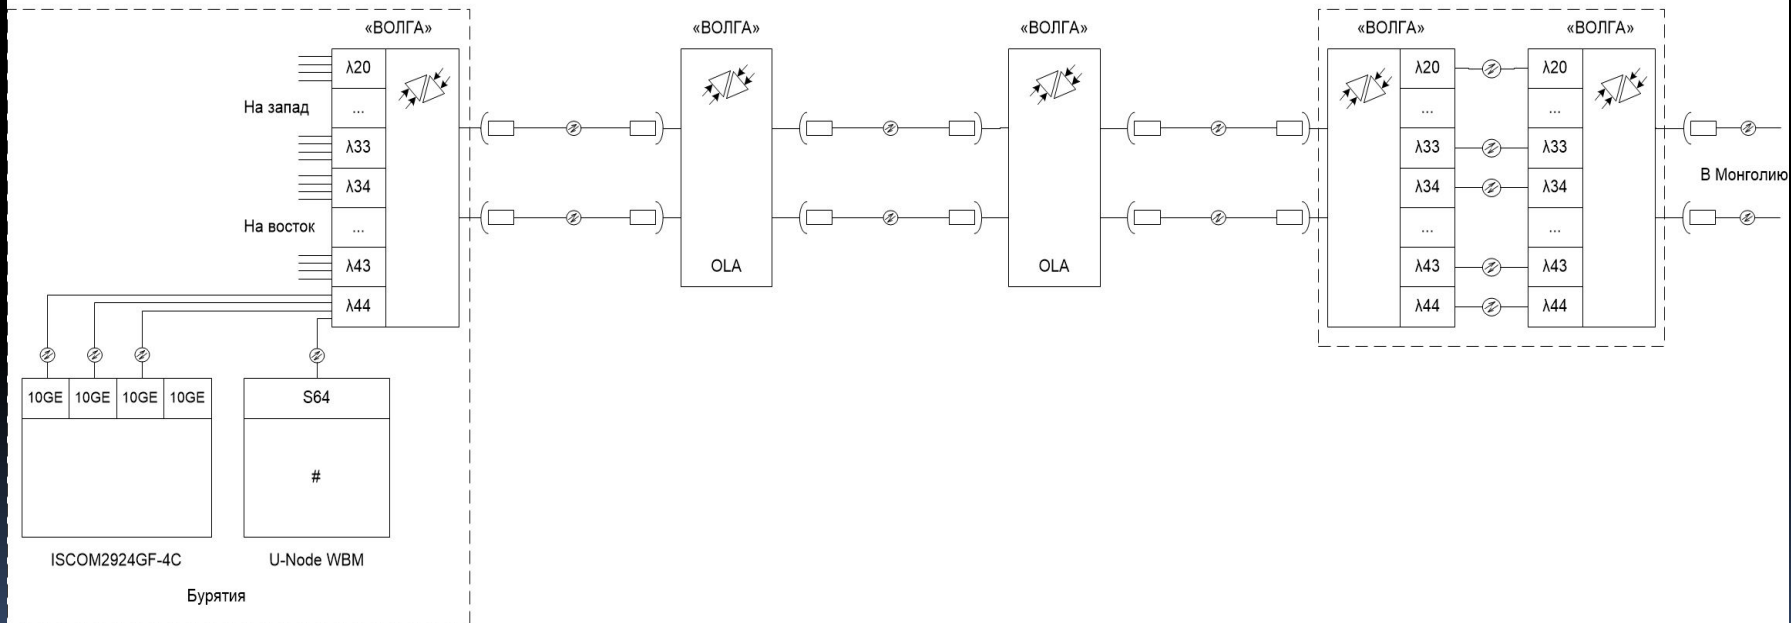 «ВОЛГА»
«ВОЛГА»
«ВОЛГА»
«ВОЛГА»
«ВОЛГА»
λ20
...
λ33
λ34
...
λ43
λ44
На запад
На восток
OLA
OLA
λ20
...
λ33
λ34
...
λ43
λ44
λ20
...
λ33
λ34
...
λ43
λ44
В Монголию
10GE
10GE
10GE
10GE
S64
#
ISCOM2924GF-4C
U-Node WBM
Бурятия